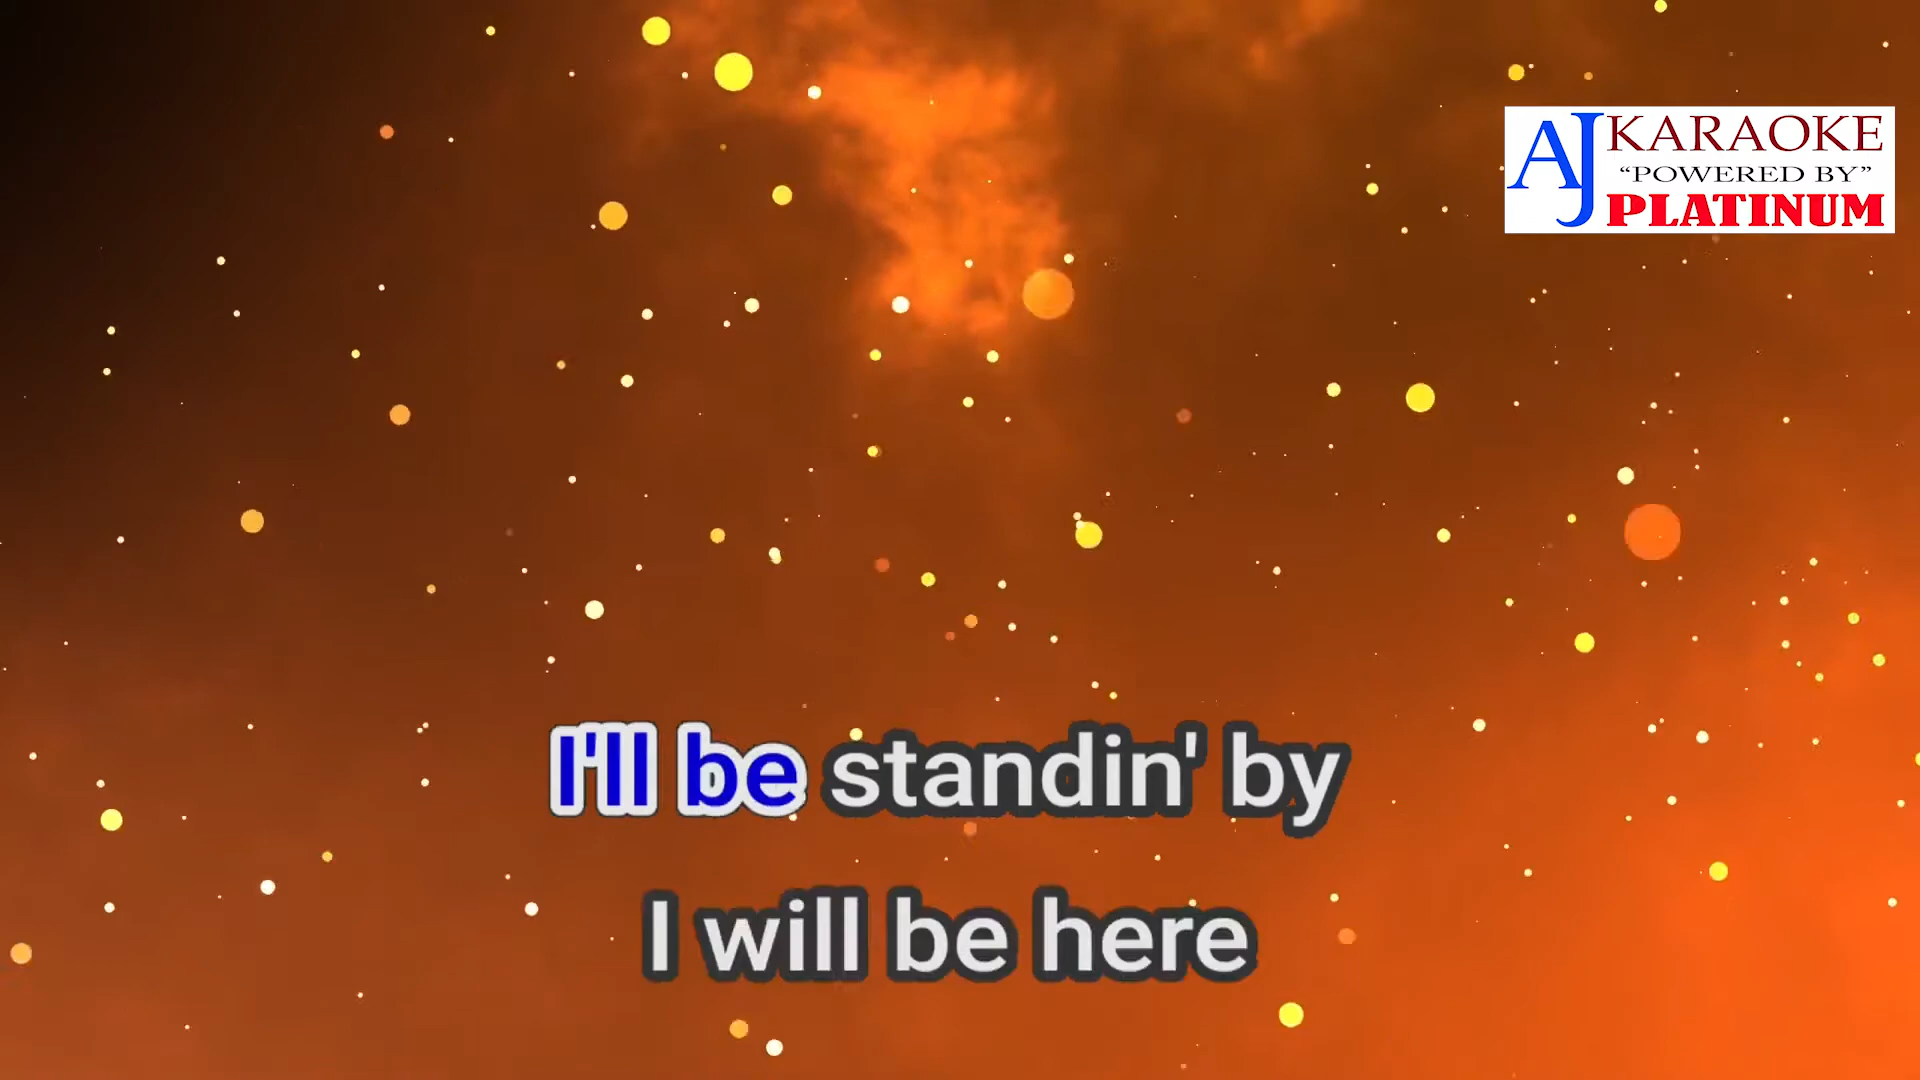 AJ KARAOKE
“POWERED BY”
PLATINUM
I'll be standin' by
I will be here